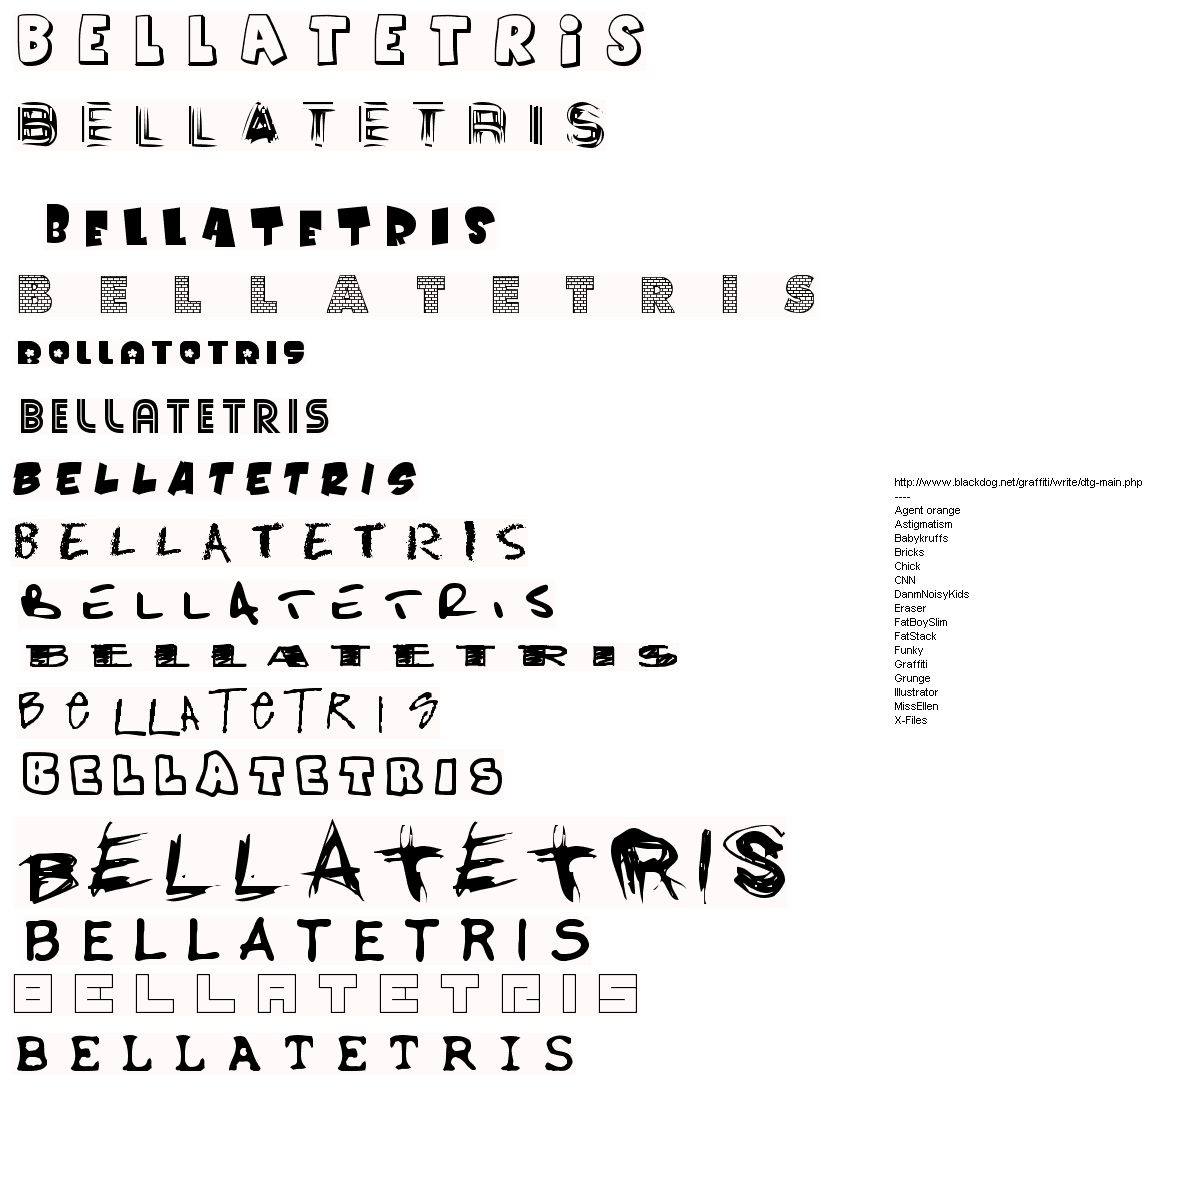 BELLATETRiS
BELLATETRIS
BELLATETRIS
BELLATETRIS
BOLLATOTRIS
BELLATETRIS
BELLATETRIS
BELLATETRIS
BELLATETRIS
BELLATETRIS
BeLLATeTRIS
BELLATETRIS
BELLATETRIS
BELLATETRIS
BELLATETRIS
BELLATETRIS
http://www.blackdog.net/graffiti/write/dtg-main.php
----
Agent orange
Astigmatism
Babykruffs
Bricks
Chick
CNN
DanmNoisyKids
Eraser
FatBoySlim
FatStack
Funky
Graffiti
Grunge
Illustrator
MissEllen
X-Files